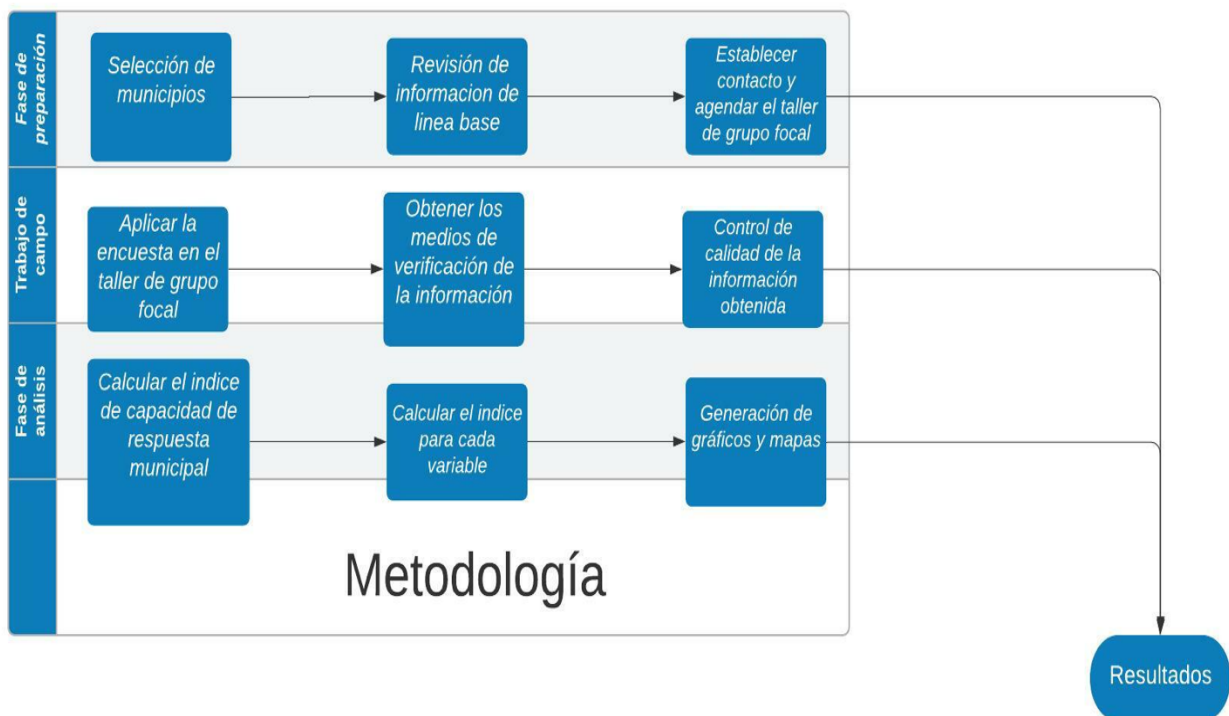 Fase de
preparación
Selección de
municipios
Revisión de
informacion de
linea base
Establecer
contacto y
agendar el taller
de grupo focal
Trabajo de
campo
Aplicar la
encuesta en el
taller de grupo
focal
Obtener los
medios de
verificación de
la información
Control de
calidad de la
información
obtenida
Fase de
análisis
Calcular el indice
de capacidad de
respuesta
municipal
Calcular el indice
para cada
variable
Generación de
gráficos y mapas
Metodología
Resultados